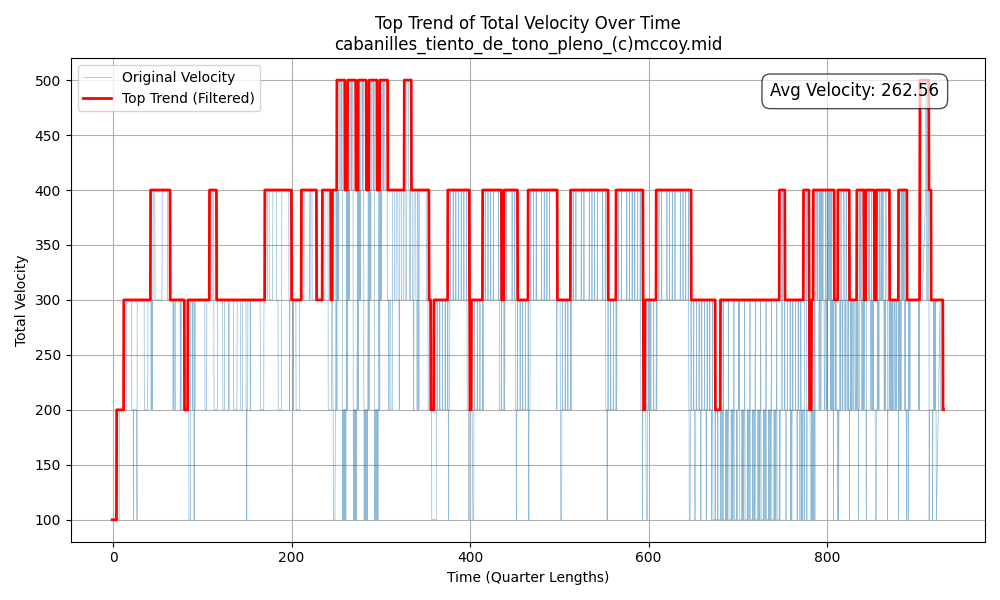 Top Trend of Total Velocity Over Time
cabanilles_tiento_de_tono_pleno_(c)mccoy.mid
Original Velocity
Top Trend (Filtered)
Avg Velocity: 262.56
Total Velocity
500
450
400
350
300
250
200
150
100
0
200
400
600
800
Time (Quarter Lengths)